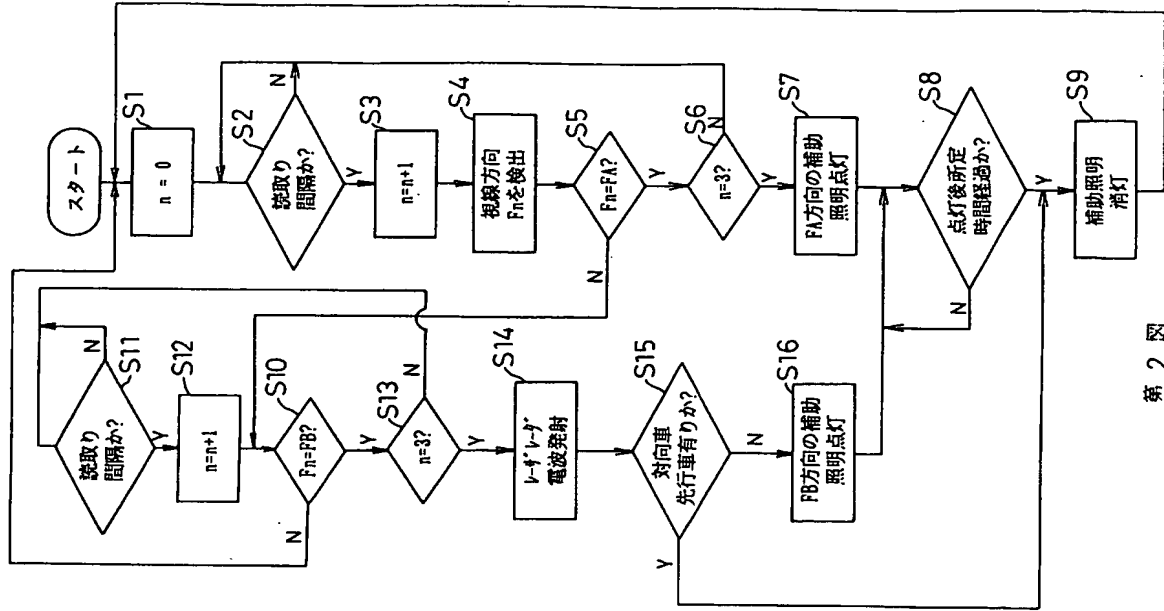 スタート
S1
n = 0
S2
読取り
間隔か?
N
Y
S3
n=n+1
S4
視線方向
Fnを検出
S5
Fn=FA?
N
Y
S6
n=3?
N
Y
S7
FA方向の補助
照明点灯
S8
点灯後所定
時間経過か?
N
Y
S9
補助照明
消灯
S11
読取り
間隔か?
N
Y
S12
n=n+1
S10
Fn=FB?
N
Y
S13
n=3?
N
Y
S14
レーザレーダ
電波発射
S15
対向車
先行車有りか?
Y
N
S16
FB方向の補助
照明点灯
第 2 図